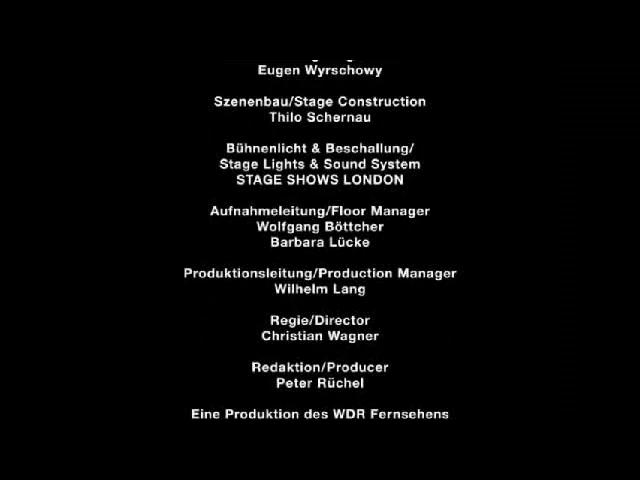 Eugen Wyrschowy
Szenenbau/Stage Construction
Thilo Schernau
Bühnenlicht & Beschallung/
Stage Lights & Sound System
STAGE SHOWS LONDON
Aufnahmeleitung/Floor Manager
Wolfgang Böttcher
Barbara Lücke
Produktionsleitung/Production Manager
Wilhelm Lang
Regie/Director
Christian Wagner
Redaktion/Producer
Peter Rüchel
Eine Produktion des WDR Fernsehens